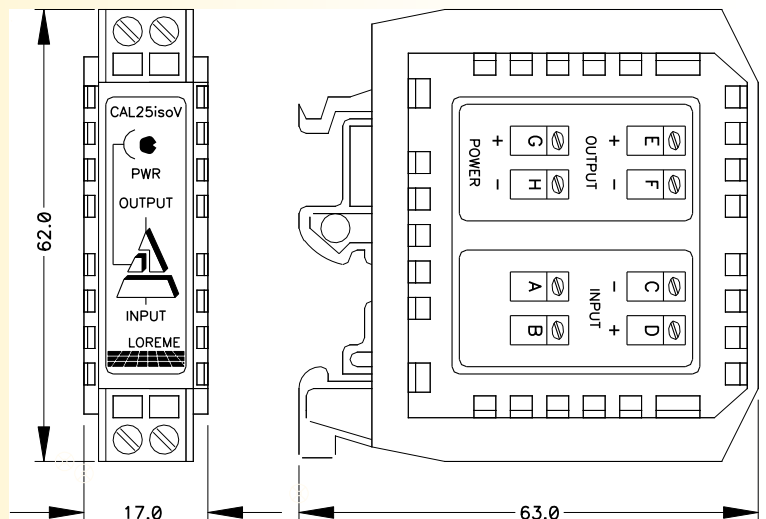 CAL25isoV
PWR
OUTPUT
INPUT
LOREME
62.0
17.0
+ G OUTPUT + E
POWER - H - F
A - C
B INPUT + D
63.0